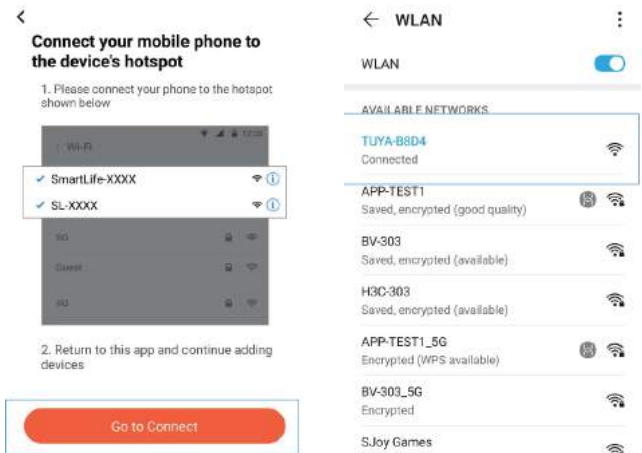 Connect your mobile phone to
the device's hotspot
1. Please connect your phone to the hotspot
shown below
Wi-Fi
12:00
SmartLife-XXXX
SL-XXXX
Guest
2. Return to this app and continue adding
devices
Go to Connect
WLAN
WLAN
AVAILABLE NETWORKS
TUYA-B8D4
Connected
APP-TEST1
Saved, encrypted (good quality)
BV-303
Saved, encrypted (available)
H3C-303
Saved, encrypted (available)
APP-TEST1_5G
Encrypted (WPS available)
BV-303_5G
Encrypted
SJoy Games